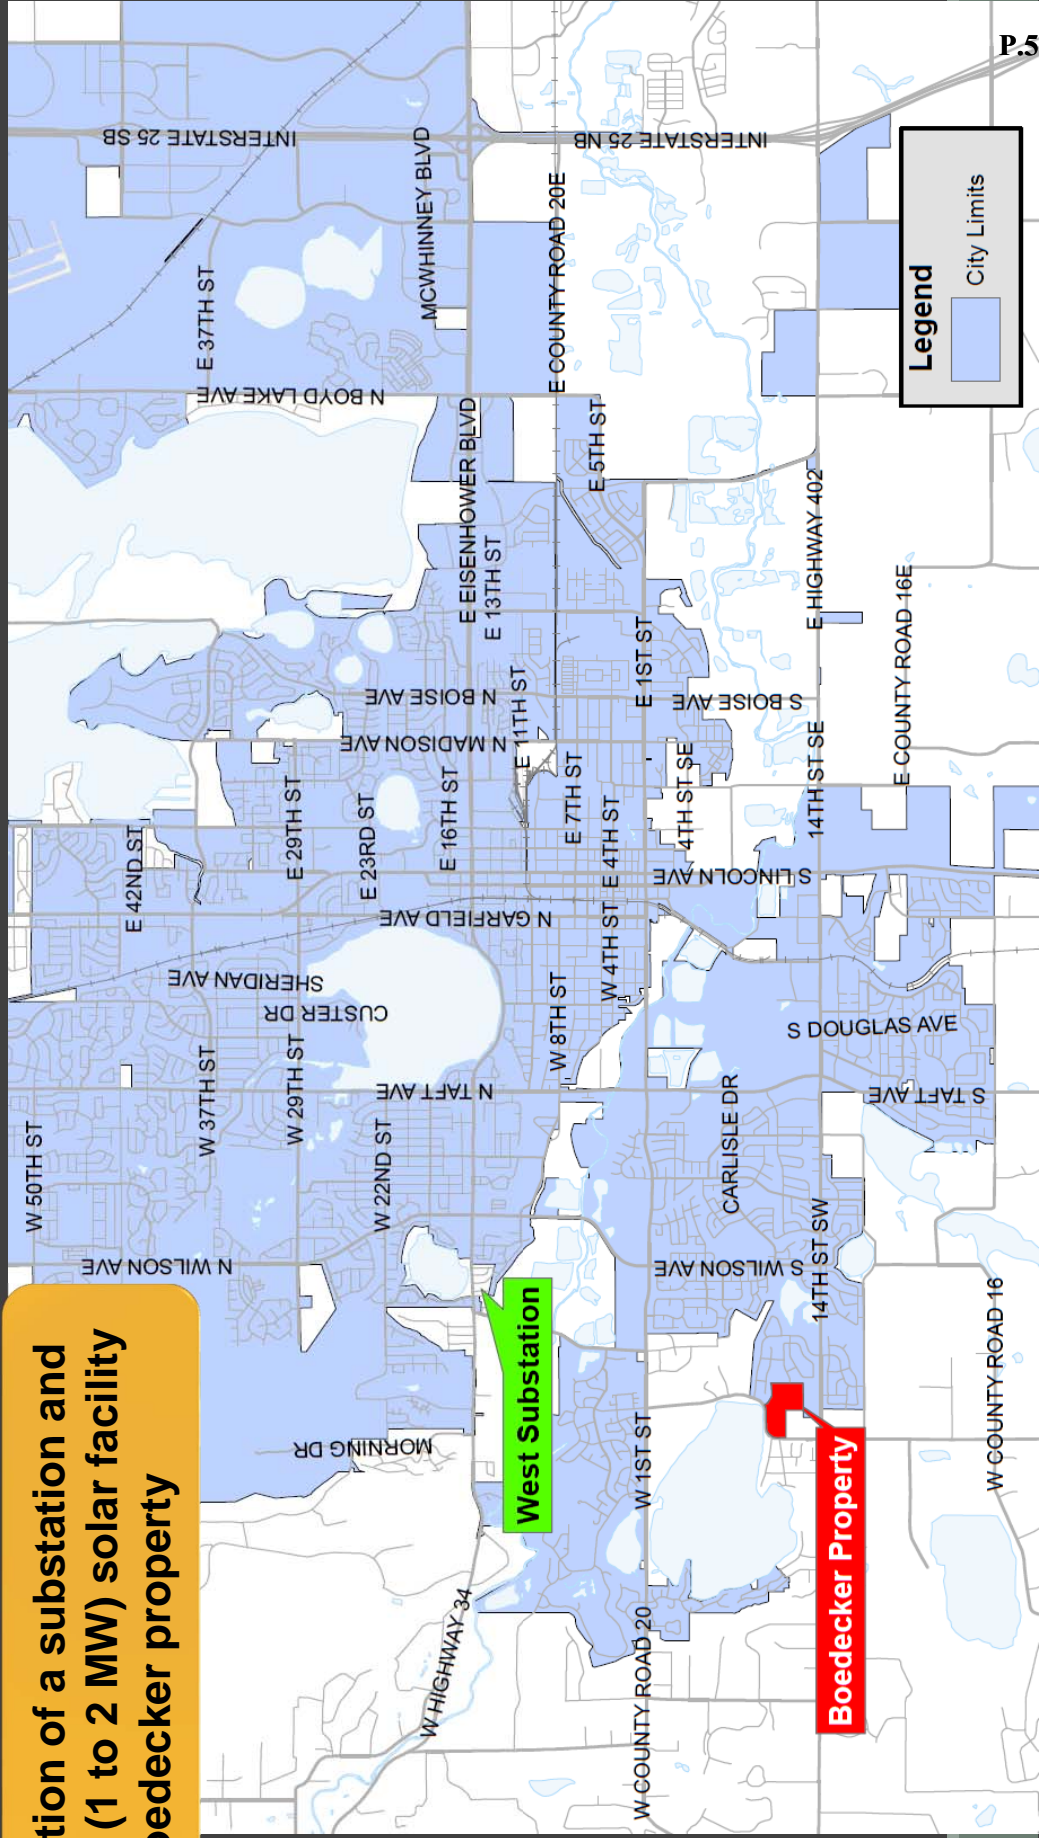 P.5
tion of a substation and
(1 to 2 MW) solar facility
oedecker property
INTERSTATE 25 SB
INTERSTATE 25 NB
MCWHINNEY BLVD
E COUNTY ROAD 20E
E 37TH ST
N BOYD LAKE AVE
E EISENHOWER BLVD
E 5TH ST
E 13TH ST
E HIGHWAY 402
E COUNTY ROAD 16E
E 1ST ST
N BOISE AVE
S BOISE AVE
E 11TH ST
N MADISON AVE
E 29TH ST
E 23RD ST
E 16TH ST
E 7TH ST
4TH ST SE
14TH ST SE
E 42ND ST
E 4TH ST
S LINCOLN AVE
N GARFIELD AVE
W 4TH ST
SHERIDAN AVE
CUSTER DR
W 8TH ST
S DOUGLAS AVE
W 37TH ST
W 29TH ST
N TAFT AVE
S TAFT AVE
CARLISLE DR
W 50TH ST
W 22ND ST
N WILSON AVE
S WILSON AVE
14TH ST SW
W COUNTY ROAD 16
West Substation
MORNING DR
W 1ST ST
Boedecker Property
W HIGHWAY 34
W COUNTY ROAD 20
Legend
City Limits